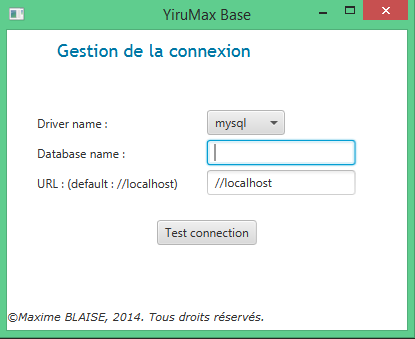 YiruMax Base
Gestion de la connexion
Driver name :
mysql
Database name :
URL : (default : //localhost)
//localhost
Test connection
©Maxime BLAISE, 2014. Tous droits réservés.